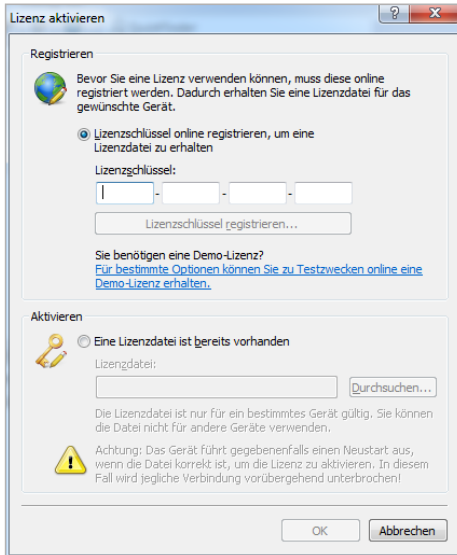 Lizenz aktivieren
Registrieren
Bevor Sie eine Lizenz verwenden können, muss diese online
registriert werden. Dadurch erhalten Sie eine Lizenzdatei für das
gewünschte Gerät.
Lizenzschlüssel online registrieren, um eine
Lizenzdatei zu erhalten
Lizenzschlüssel:
- - -
Lizenzschlüssel registrieren...
Sie benötigen eine Demo-Lizenz?
Für bestimmte Optionen können Sie zu Testzwecken online eine
Demo-Lizenz erhalten.
Aktivieren
Eine Lizenzdatei ist bereits vorhanden
Lizenzdatei:
Durchsuchen...
Die Lizenzdatei ist nur für ein bestimmtes Gerät gültig. Sie können
die Datei nicht für andere Geräte verwenden.
Achtung: Das Gerät führt gegebenenfalls einen Neustart aus,
wenn die Datei korrekt ist, um die Lizenz zu aktivieren. In diesem
Fall wird jegliche Verbindung vorübergehend unterbrochen!
OK Abbrechen